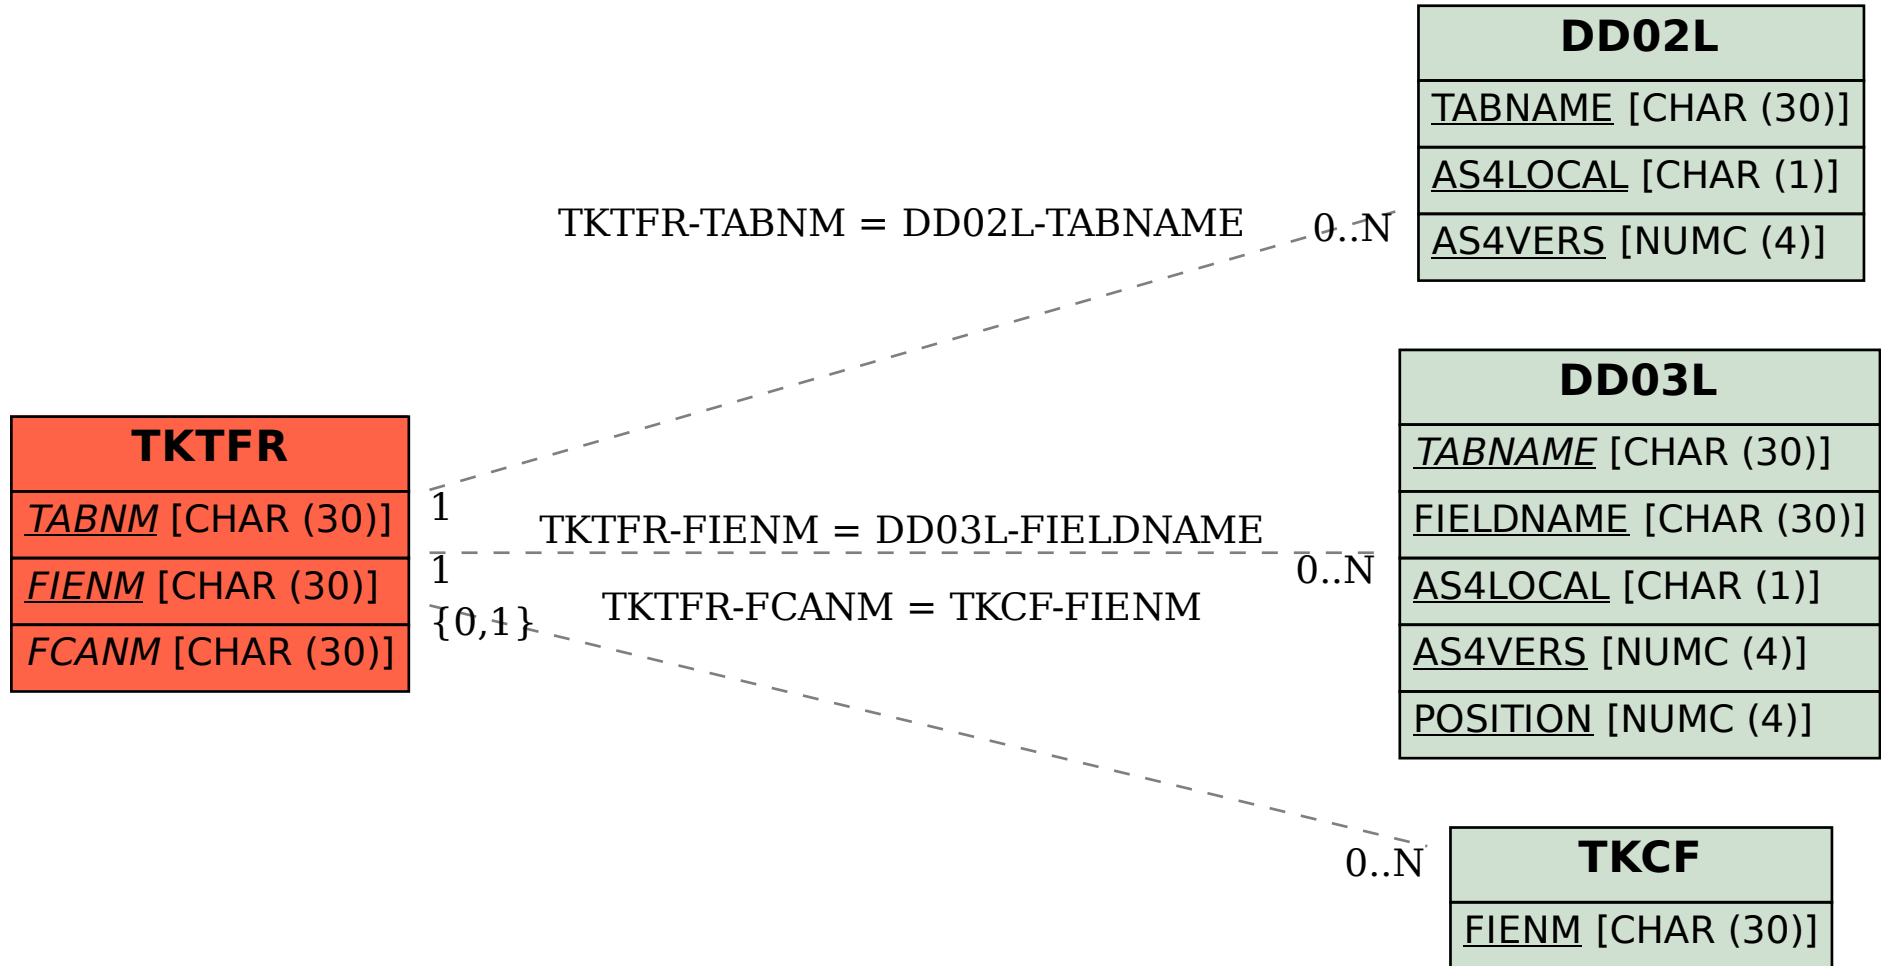 DD02L
TABNAME [CHAR (30)]
AS4LOCAL [CHAR (1)]
AS4VERS [NUMC (4)]
TKTFR-TABNM = DD02L-TABNAME
0..N
DD03L
TABNAME [CHAR (30)]
FIELDNAME [CHAR (30)]
AS4LOCAL [CHAR (1)]
AS4VERS [NUMC (4)]
POSITION [NUMC (4)]
TKTFR
TABNM [CHAR (30)]
FIENM [CHAR (30)]
FCANM [CHAR (30)]
1
TKTFR-FIENM = DD03L-FIELDNAME
1
0..N
{0,1}
TKTFR-FCANM = TKCF-FIENM
0..N
TKCF
FIENM [CHAR (30)]